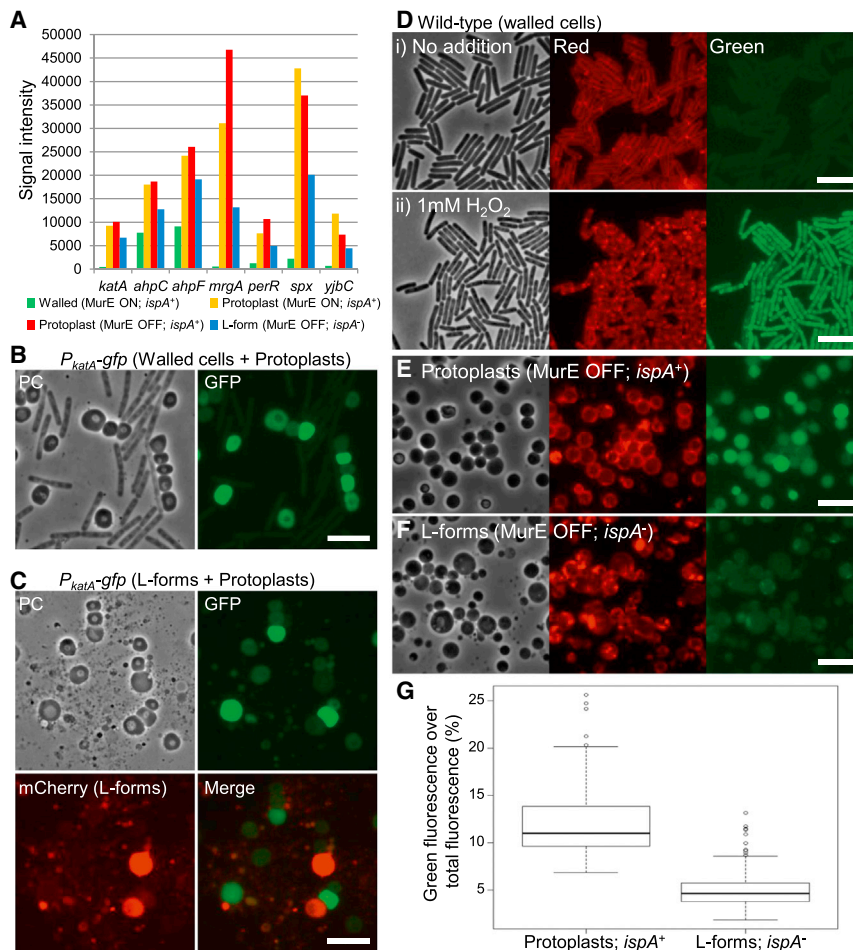 A
Signal intensity
50000
45000
40000
35000
30000
25000
20000
15000
10000
5000
0
katA ahpC ahpF mrgA perR spx yjbC
Walled (MurE ON; ispA⁺) Protoplast (MurE ON; ispA⁺)
Protoplast (MurE OFF; ispA⁺) L-form (MurE OFF; ispA⁻)
B
P_katA-gfp (Walled cells + Protoplasts)
PC GFP
C
P_katA-gfp (L-forms + Protoplasts)
PC GFP
mCherry (L-forms) Merge
D Wild-type (walled cells)
i) No addition Red Green
ii) 1mM H₂O₂
E Protoplasts (MurE OFF; ispA⁺)
F L-forms (MurE OFF; ispA⁻)
G
Green fluorescence over
total fluorescence (%)
25
20
15
10
5
Protoplasts; ispA⁺ L-forms; ispA⁻